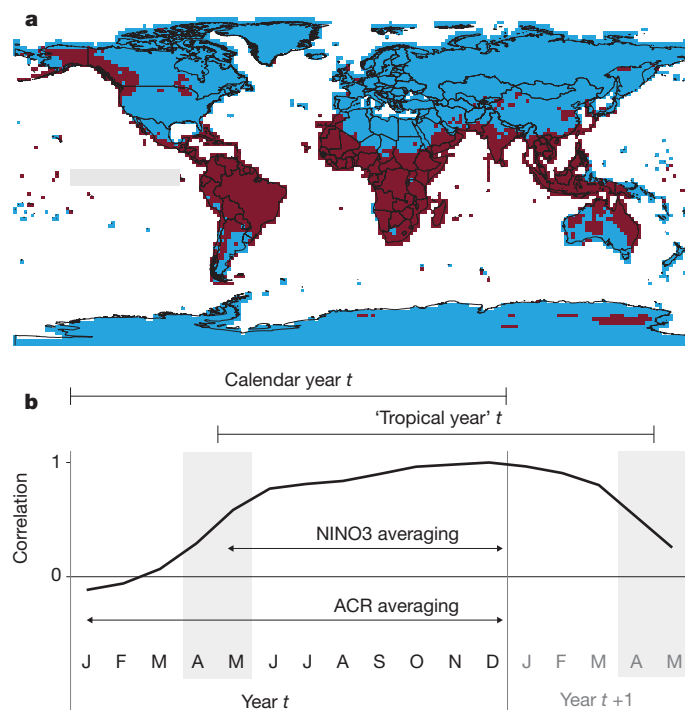 a
b
Calendar year t
'Tropical year' t
Correlation
1
0
NINO3 averaging
ACR averaging
J F M A M J J A S O N D J F M A M
Year t
Year t +1